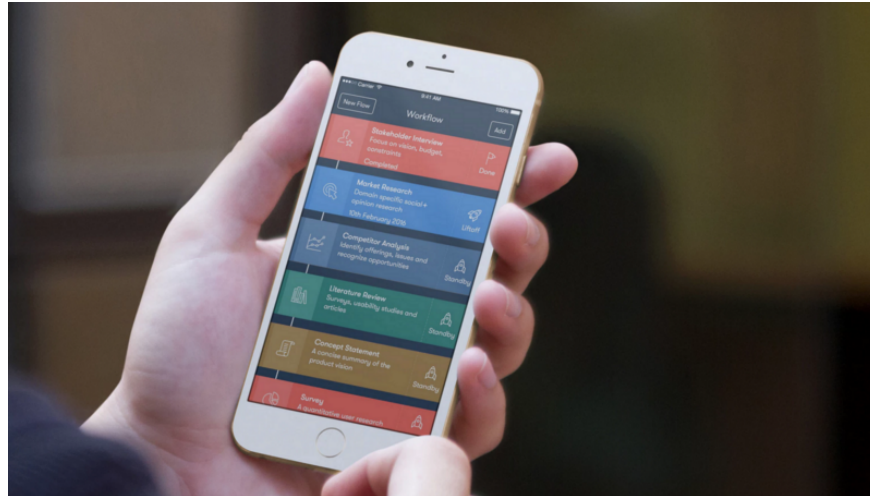 Carrier
9:41 AM
100%
New Flow
Workflow
Add
Stakeholder Interview
Focus on vision, budget,
constraints
Completed
Done
Market Research
Domain specific social +
opinion research
10th February 2016
Liftoff
Competitor Analysis
Identify offerings, issues and
recognize opportunities
Standby
Literature Review
Surveys, usability studies and
articles
Standby
Concept Statement
A concise summary of the
product vision
Standby
Survey
A quantitative user research